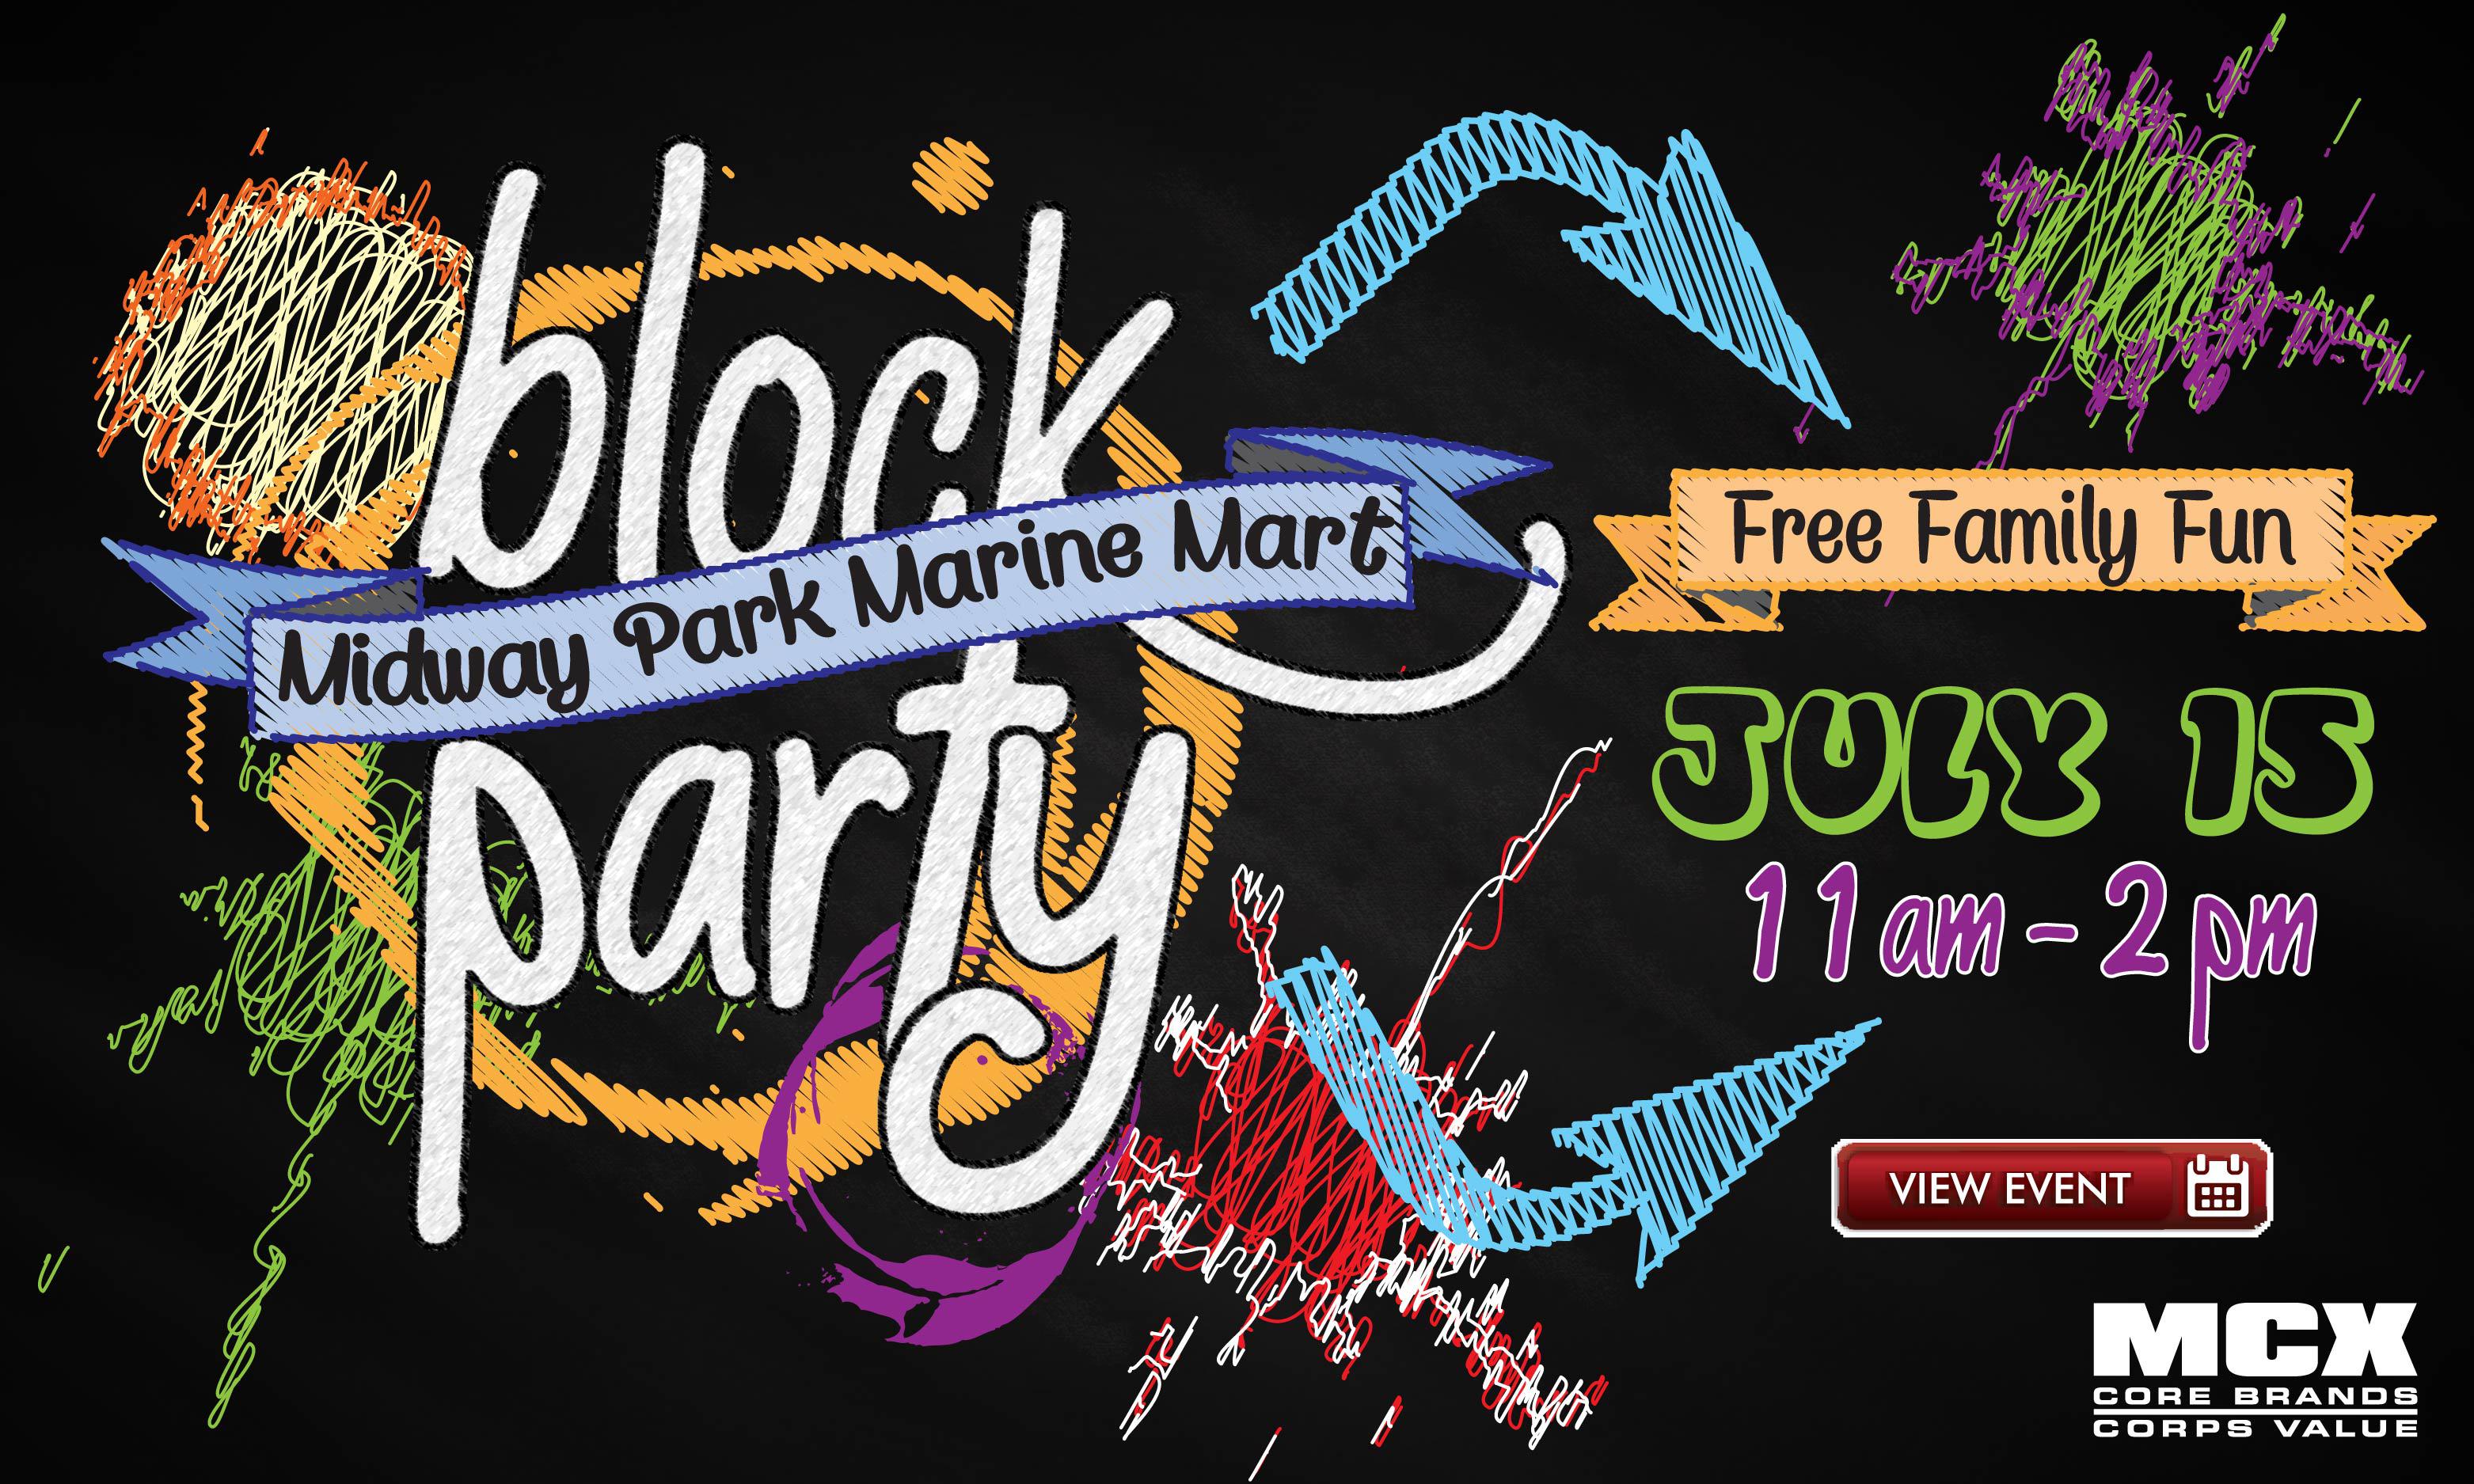 block
Midway Park Marine Mart
party
Free Family Fun
JULY 15
11am-2pm
VIEW EVENT
MCX
CORE BRANDS
CORPS VALUE